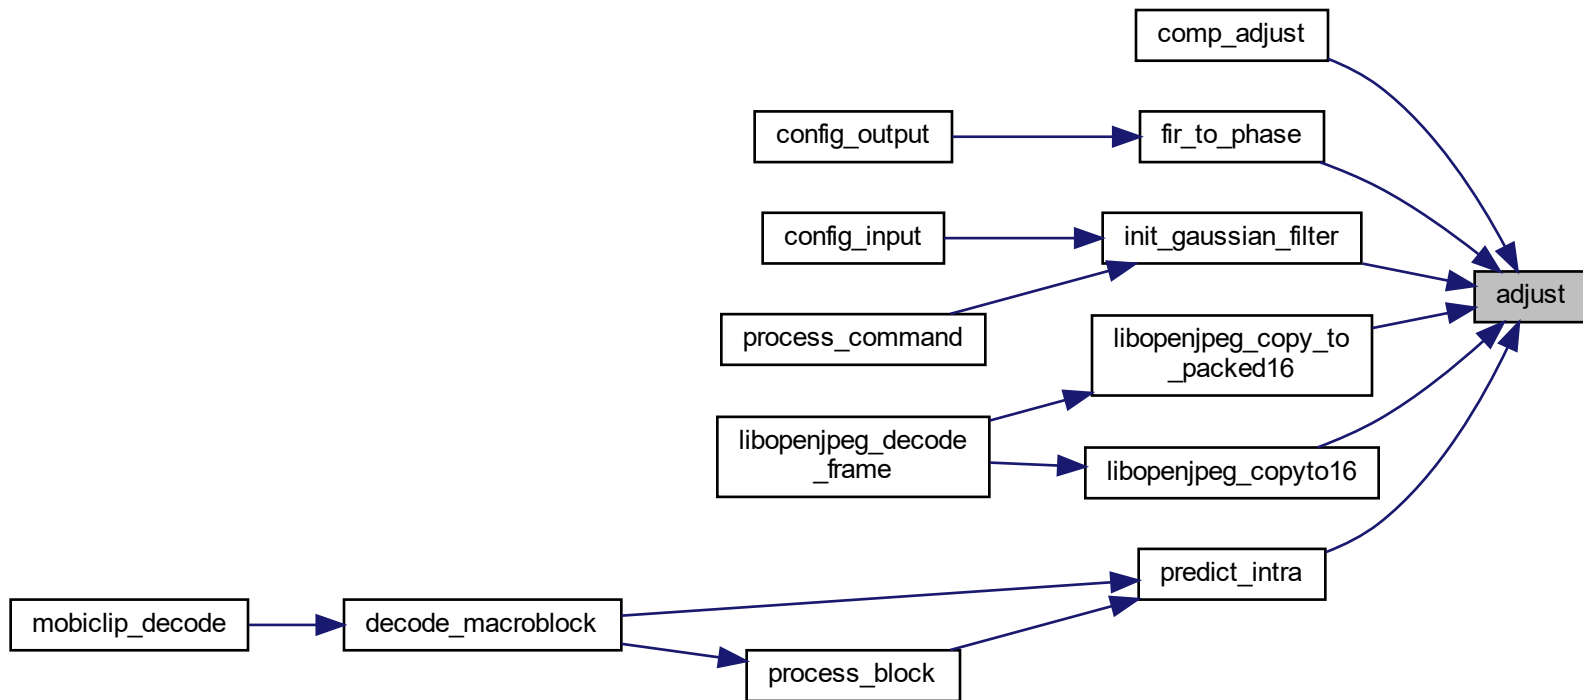 comp_adjust
config_output
fir_to_phase
config_input
init_gaussian_filter
adjust
process_command
libopenjpeg_copy_to
_packed16
libopenjpeg_decode
_frame
libopenjpeg_copyto16
predict_intra
mobiclip_decode
decode_macroblock
process_block